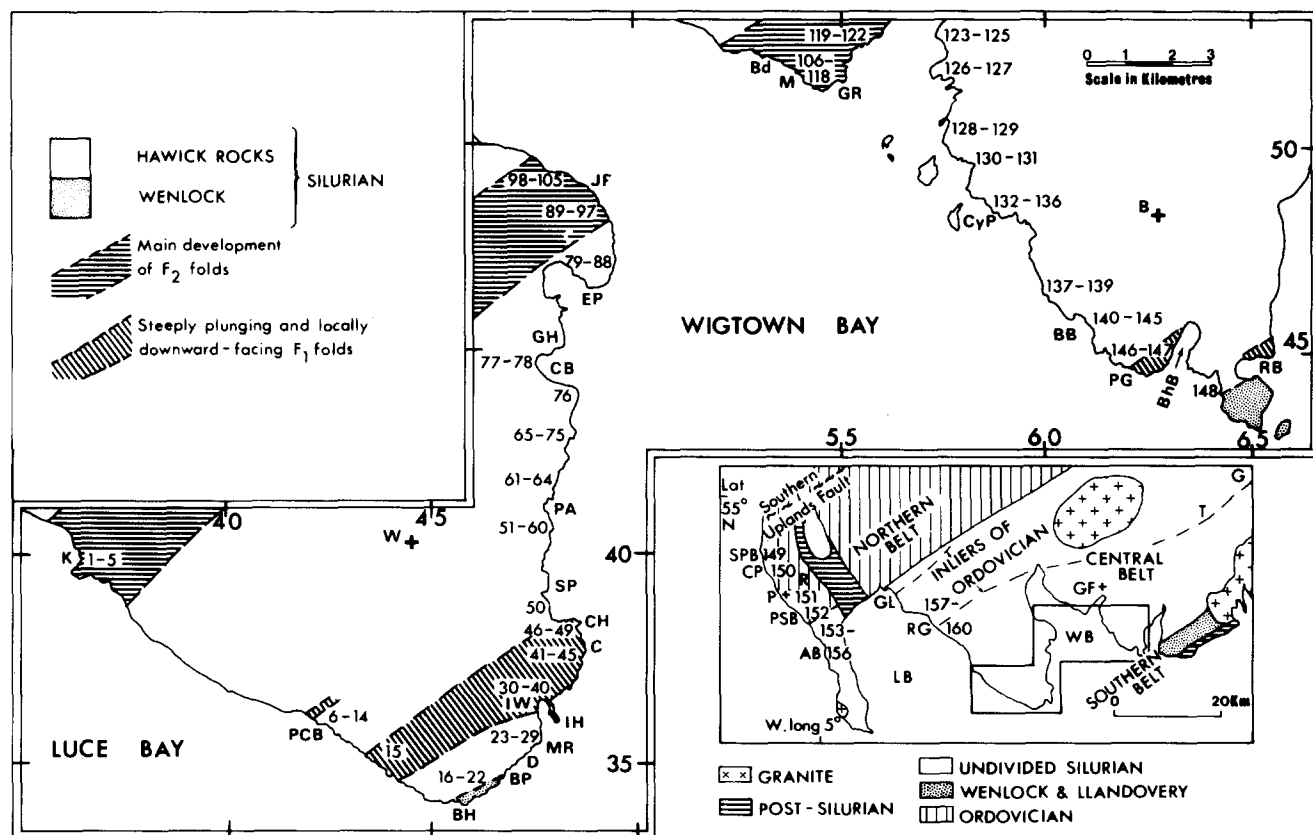 HAWICK ROCKS
WENLOCK
SILURIAN
Main development
of F2 folds
Steeply plunging and locally
downward-facing F1 folds
119-122
Bd
106-
118
M
GR
123-125
126-127
0 1 2 3
Scale in Kilometres
128-129
130-131
50
132-136
CyP
B
137-139
BB
140-145
146-147
PG
BhB
148
RB
45
WIGTOWN BAY
5.5
6.0
6.5
98-105
JF
89-97
79-88
EP
GH
77-78
CB
76
65-75
61-64
PA
51-60
SP
50
CH
46-49
C
41-45
30-40
IW
IH
23-29
MR
D
16-22
BP
BH
15
6-14
PCB
K
1-5
40
45
W
40
35
40
45
LUCE BAY
Lat
55°
N
Southern
Uplands Fault
NORTHERN
BELT
INLIERS OF
ORDOVICIAN
CENTRAL
BELT
SOUTHERN
BELT
G
T
SPB
149
CP
150
R
P
151
PSB
152
153-
156
AB
GL
157-
160
RG
GF
WB
LB
W. long 5°
0 20Km
GRANITE
POST-SILURIAN
UNDIVIDED SILURIAN
WENLOCK & LLANDOVERY
ORDOVICIAN